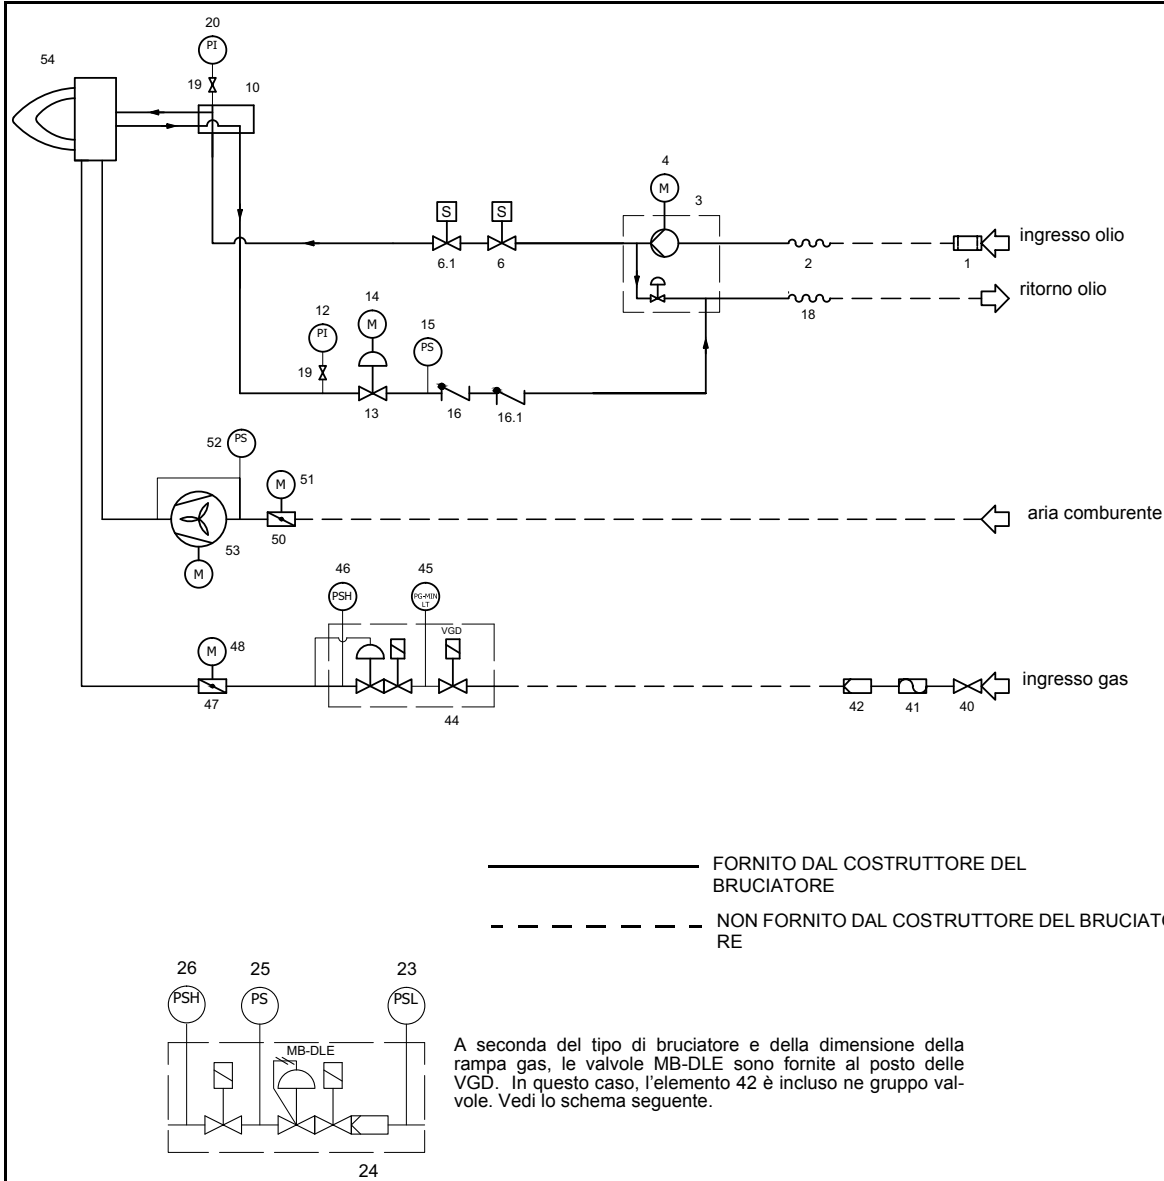 20
PI
54
19
10
4
M
3
S
S
ingresso olio
6.1
6
2
1
ritorno olio
14
12
M
15
18
PI
PS
19
13
16
16.1
52
PS
51
M
aria comburente
53
50
M
46
45
PSH
PG-MIN
LT
VGD
48
M
ingresso gas
47
44
42
41
40
FORNITO DAL COSTRUTTORE DEL
BRUCIATORE
NON FORNITO DAL COSTRUTTORE DEL BRUCIATO
RE
26
25
23
PSH
PS
PSL
MB-DLE
A seconda del tipo di bruciatore e della dimensione della
rampa gas, le valvole MB-DLE sono fornite al posto delle
VGD. In questo caso, l'elemento 42 è incluso ne gruppo val-
vole. Vedi lo schema seguente.
24